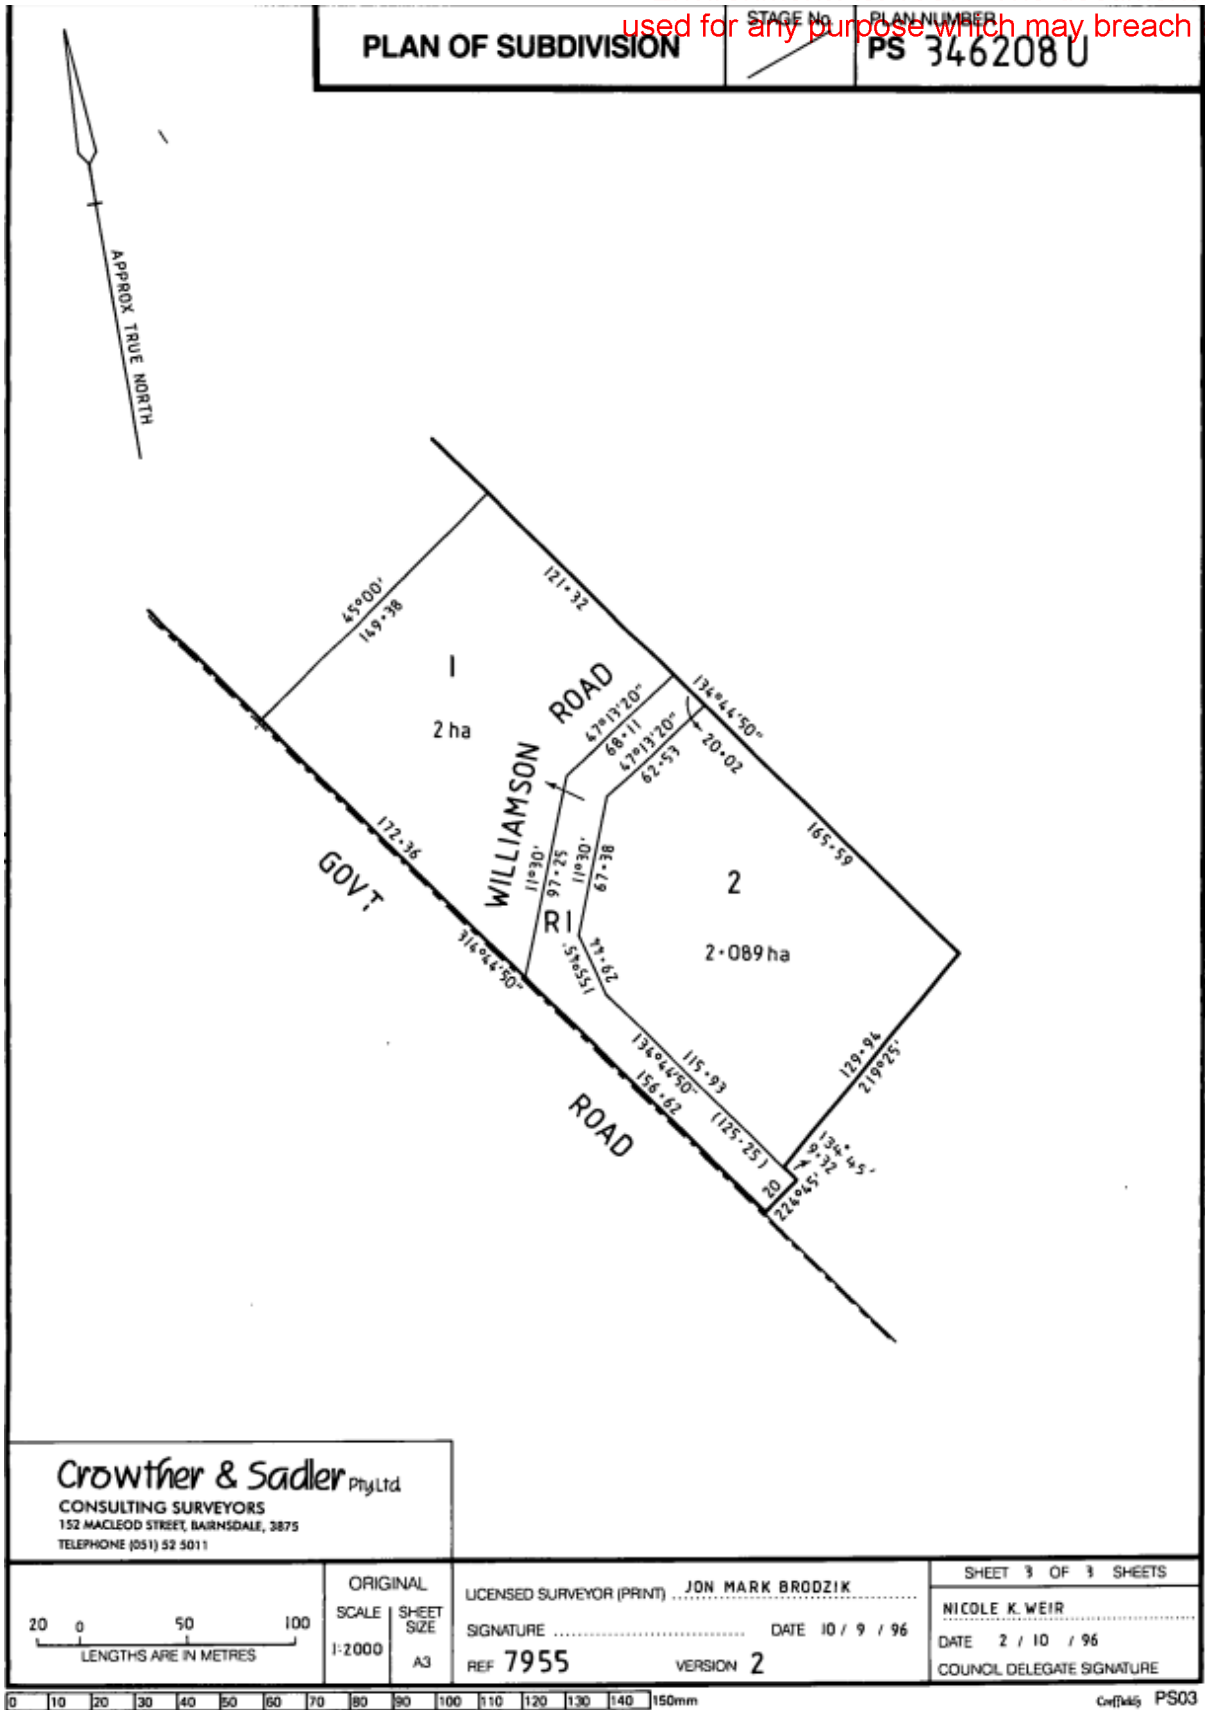 used for any purpose which may breach
PLAN OF SUBDIVISION
STAGE No.
PLAN NUMBER
PS 346208U
APPROX TRUE NORTH
45°00'
149·38
121·32
1
2 ha
ROAD
47°13'20"
68·11
47°13'20"
62·53
134°44'50"
20·02
WILLIAMSON
172·36
GOVT
11°30'
97·25
11°30'
67·38
165·59
2
R1
2·089 ha
314°44'50"
155°45'
29·44
134°44'50"
115·93
156·62
(125·25)
129·94
219°25'
ROAD
134°45'
9·32
20
224°45'
Crowther & Sadler Pty Ltd
CONSULTING SURVEYORS
152 MACLEOD STREET, BAIRNSDALE, 3875
TELEPHONE (051) 52 5011
20 0 50 100
LENGTHS ARE IN METRES
ORIGINAL
SCALE
SHEET SIZE
1:2000
A3
LICENSED SURVEYOR (PRINT) JON MARK BRODZIK
SIGNATURE DATE 10 / 9 / 96
REF 7955 VERSION 2
SHEET 3 OF 3 SHEETS
NICOLE K. WEIR
DATE 2 / 10 / 96
COUNCIL DELEGATE SIGNATURE
0 10 20 30 40 50 60 70 80 90 100 110 120 130 140 150mm
PS03